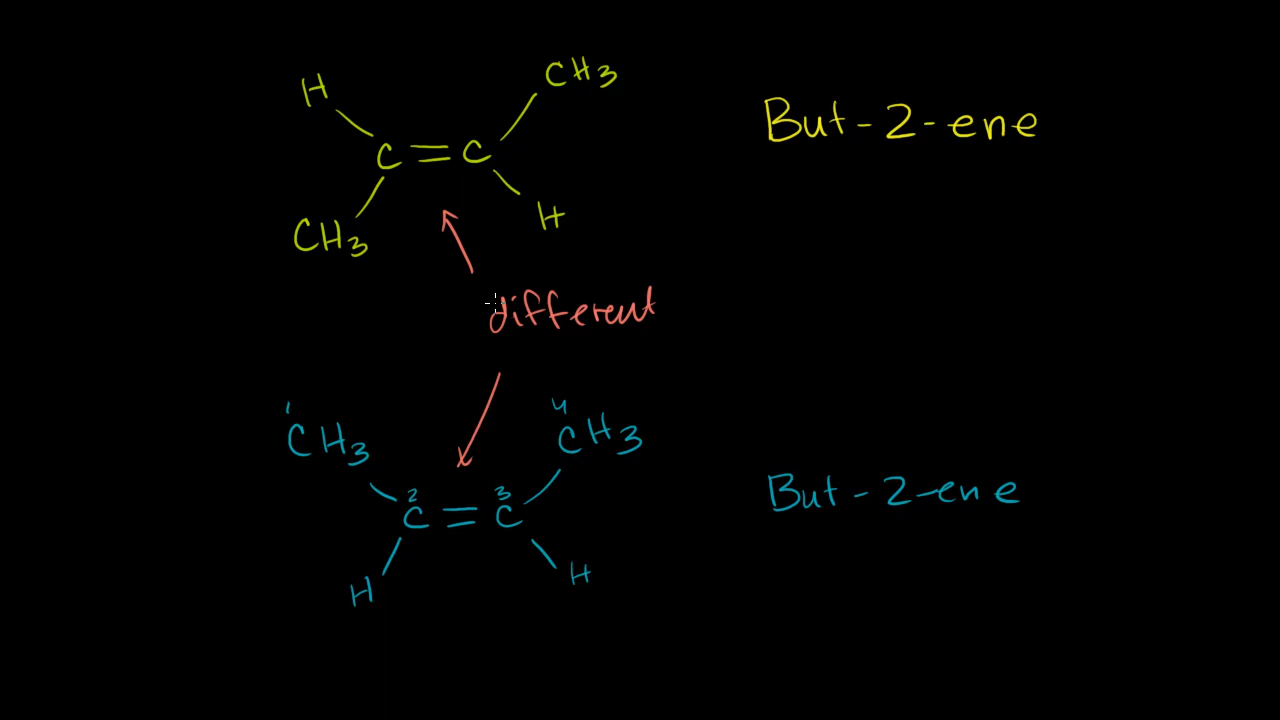 H CH3
C = C But-2-ene
CH3 H
different
1 4
CH3 CH3
2 3
C = C But-2-ene
H H